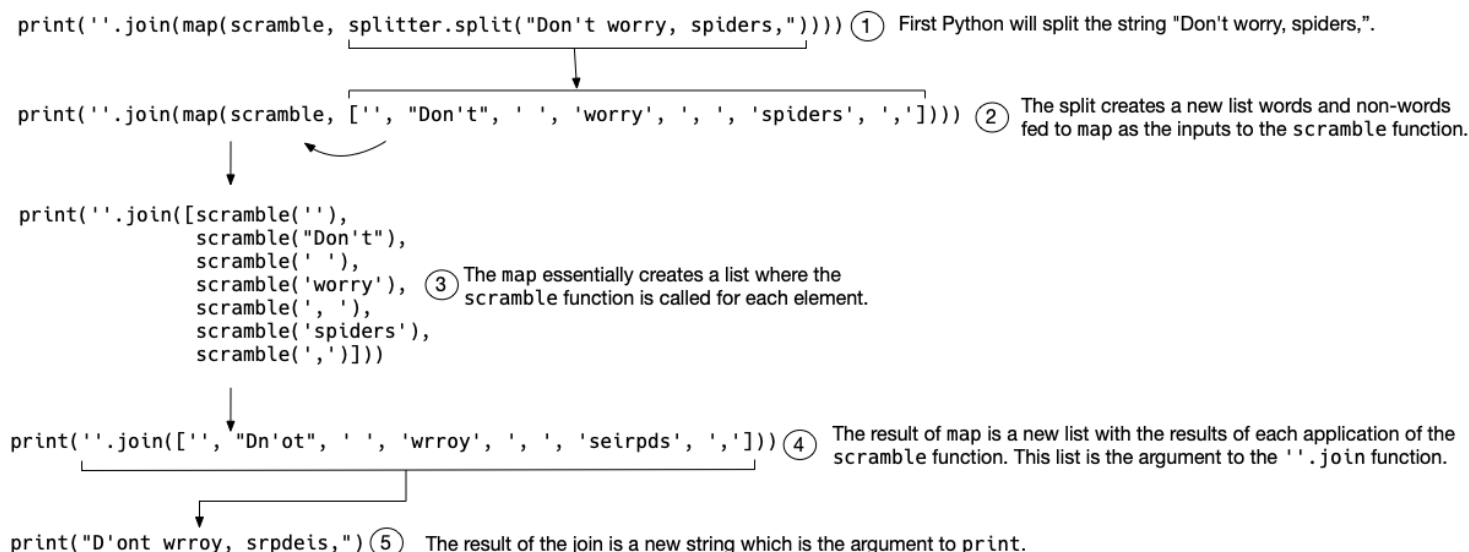 print(''.join(map(scramble, splitter.split("Don't worry, spiders,")))) 1 First Python will split the string "Don't worry, spiders,”.
print(''.join(map(scramble, ['', "Don't", ' ', 'worry', ', ', 'spiders', ',']))) 2 The split creates a new list words and non-words
fed to map as the inputs to the scramble function.
print(''.join([scramble(''),
scramble("Don't"),
scramble(' '),
scramble('worry'),
scramble(', '),
scramble('spiders'),
scramble(',')]))
3 The map essentially creates a list where the
scramble function is called for each element.
print(''.join(['', "Dn'ot", ' ', 'wrroy', ', ', 'seirpds', ','])) 4 The result of map is a new list with the results of each application of the
scramble function. This list is the argument to the ''.join function.
print("D'ont wrroy, srpdeis,") 5 The result of the join is a new string which is the argument to print.